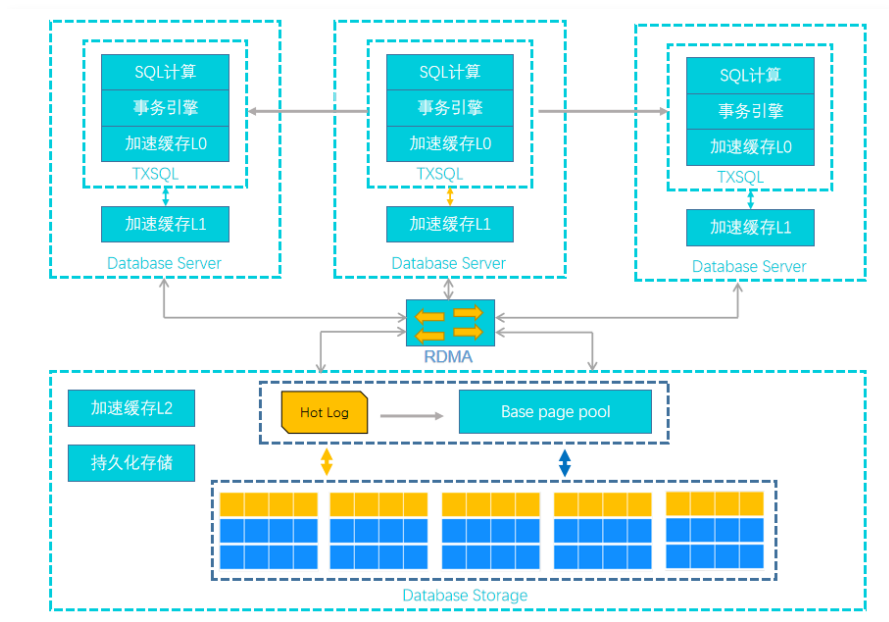 SQL计算
事务引擎
加速缓存L0
TXSQL
加速缓存L1
Database Server
SQL计算
事务引擎
加速缓存L0
TXSQL
加速缓存L1
Database Server
SQL计算
事务引擎
加速缓存L0
TXSQL
加速缓存L1
Database Server
RDMA
加速缓存L2
持久化存储
Hot Log
Base page pool
Database Storage